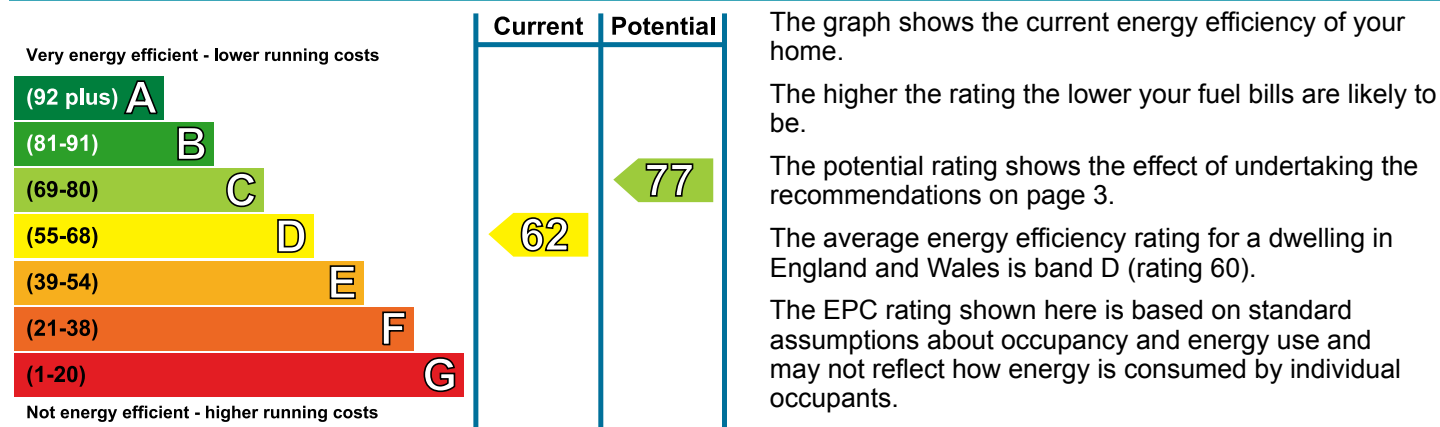 Current Potential
Very energy efficient - lower running costs
(92 plus) A
(81-91) B
(69-80) C
77
(55-68) D
62
(39-54) E
(21-38) F
(1-20) G
Not energy efficient - higher running costs
The graph shows the current energy efficiency of your
home.
The higher the rating the lower your fuel bills are likely to
be.
The potential rating shows the effect of undertaking the
recommendations on page 3.
The average energy efficiency rating for a dwelling in
England and Wales is band D (rating 60).
The EPC rating shown here is based on standard
assumptions about occupancy and energy use and
may not reflect how energy is consumed by individual
occupants.